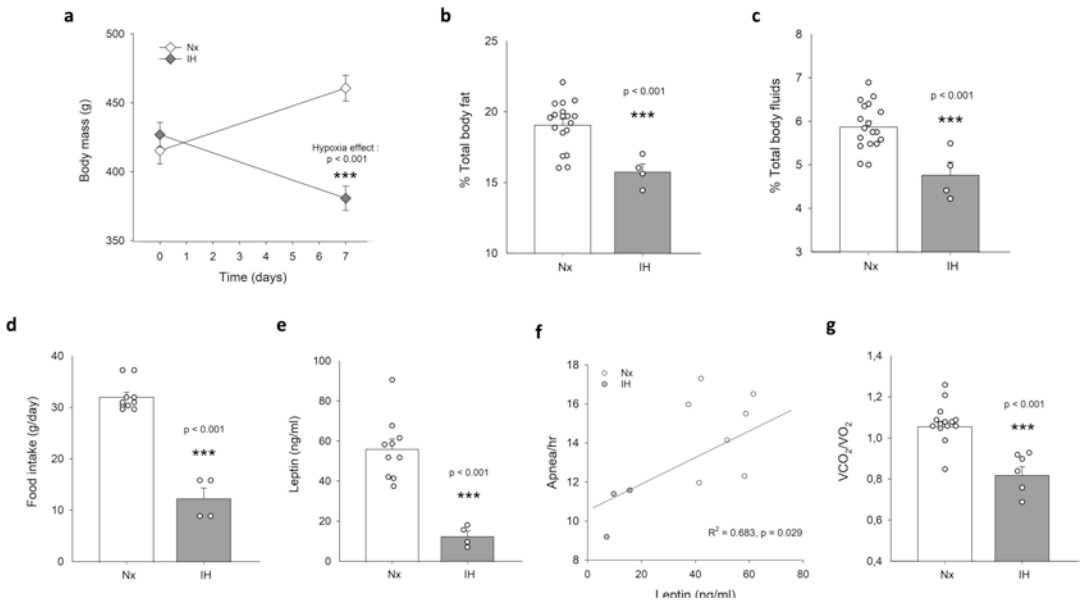 a
500
450
400
350
Body mass (g)
Nx
IH
Hypoxia effect :
p < 0.001
***
0 1 2 3 4 5 6 7
Time (days)
b
25
20
15
10
% Total body fat
p < 0.001
***
Nx IH
c
8
7
6
5
4
3
% Total body fluids
p < 0.001
***
Nx IH
d
40
30
20
10
0
Food intake (g/day)
p < 0.001
***
Nx IH
e
100
80
60
40
20
0
Leptin (ng/ml)
p < 0.001
***
Nx IH
f
18
16
14
12
10
8
Apnea/hr
Nx
IH
R² = 0.683, p = 0.029
0 20 40 60 80
Leptin (ng/ml)
g
1,4
1,2
1,0
0,8
0,6
0,4
VCO₂/VO₂
p < 0.001
***
Nx IH